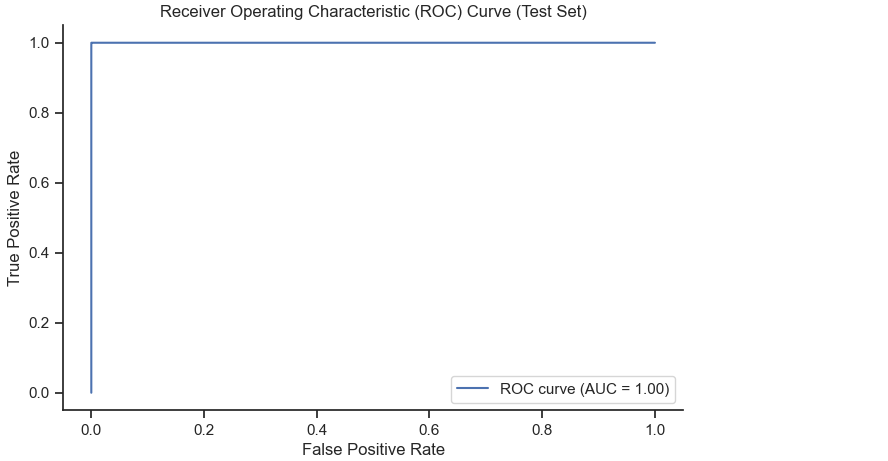 Receiver Operating Characteristic (ROC) Curve (Test Set)
1.0
0.8
0.6
0.4
0.2
0.0
True Positive Rate
ROC curve (AUC = 1.00)
0.0 0.2 0.4 0.6 0.8 1.0
False Positive Rate